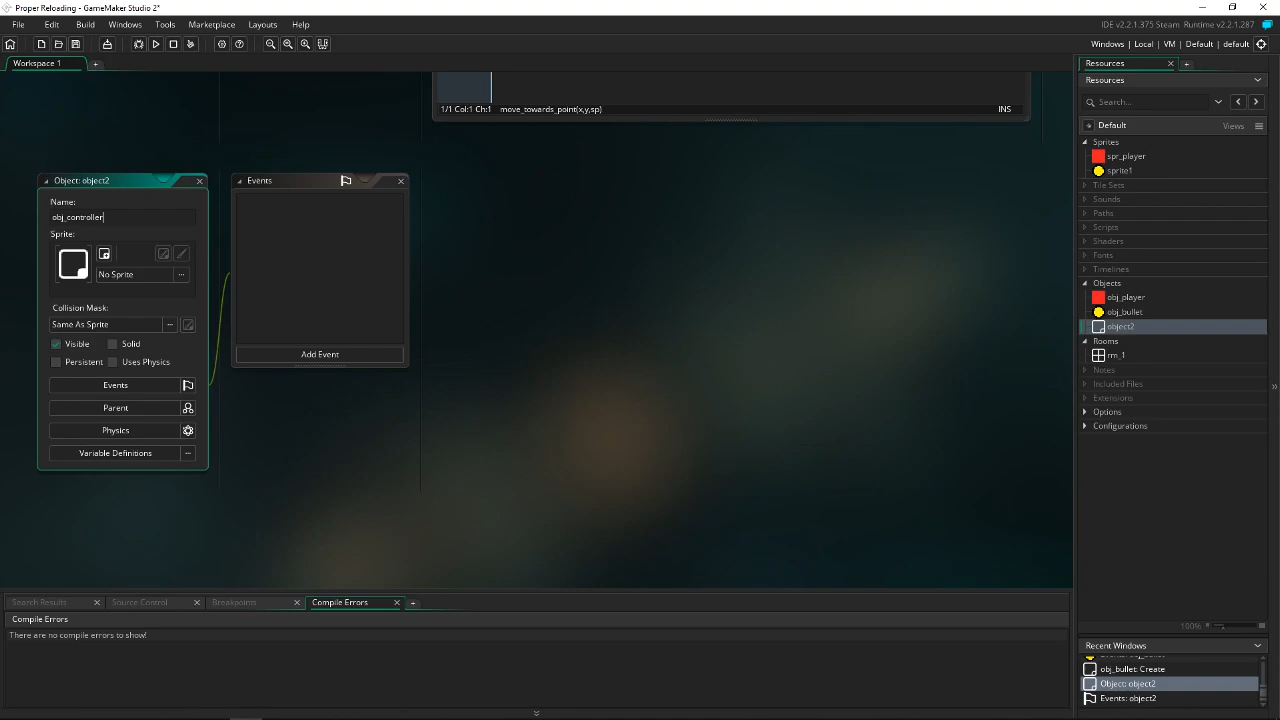 Proper Reloading - GameMaker Studio 2*
File Edit Build Windows Tools Marketplace Layouts Help
IDE v2.2.1.375 Steam Runtime v2.2.1.287
Windows | Local | VM | Default | default
Workspace 1
1/1 Col:1 Ch:1 move_towards_point(x,y,sp) INS
Object: object2
Name:
obj_controller
Sprite:
No Sprite
Collision Mask:
Same As Sprite
Visible Solid
Persistent Uses Physics
Events
Parent
Physics
Variable Definitions
Events
Add Event
Resources
Resources
Search...
Default Views
Sprites
spr_player
sprite1
Tile Sets
Sounds
Paths
Scripts
Shaders
Fonts
Timelines
Objects
obj_player
obj_bullet
object2
Rooms
rm_1
Notes
Included Files
Extensions
Options
Configurations
100%
Recent Windows
obj_bullet: Create
Object: object2
Events: object2
Search Results Source Control Breakpoints Compile Errors
Compile Errors
There are no compile errors to show!